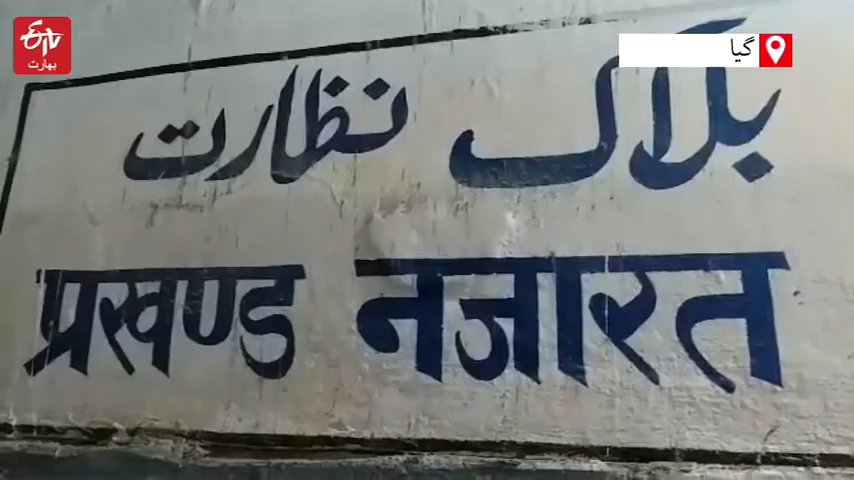 ETV
بھارت
گیا
بلاک نظارت
प्रखण्ड नजारत